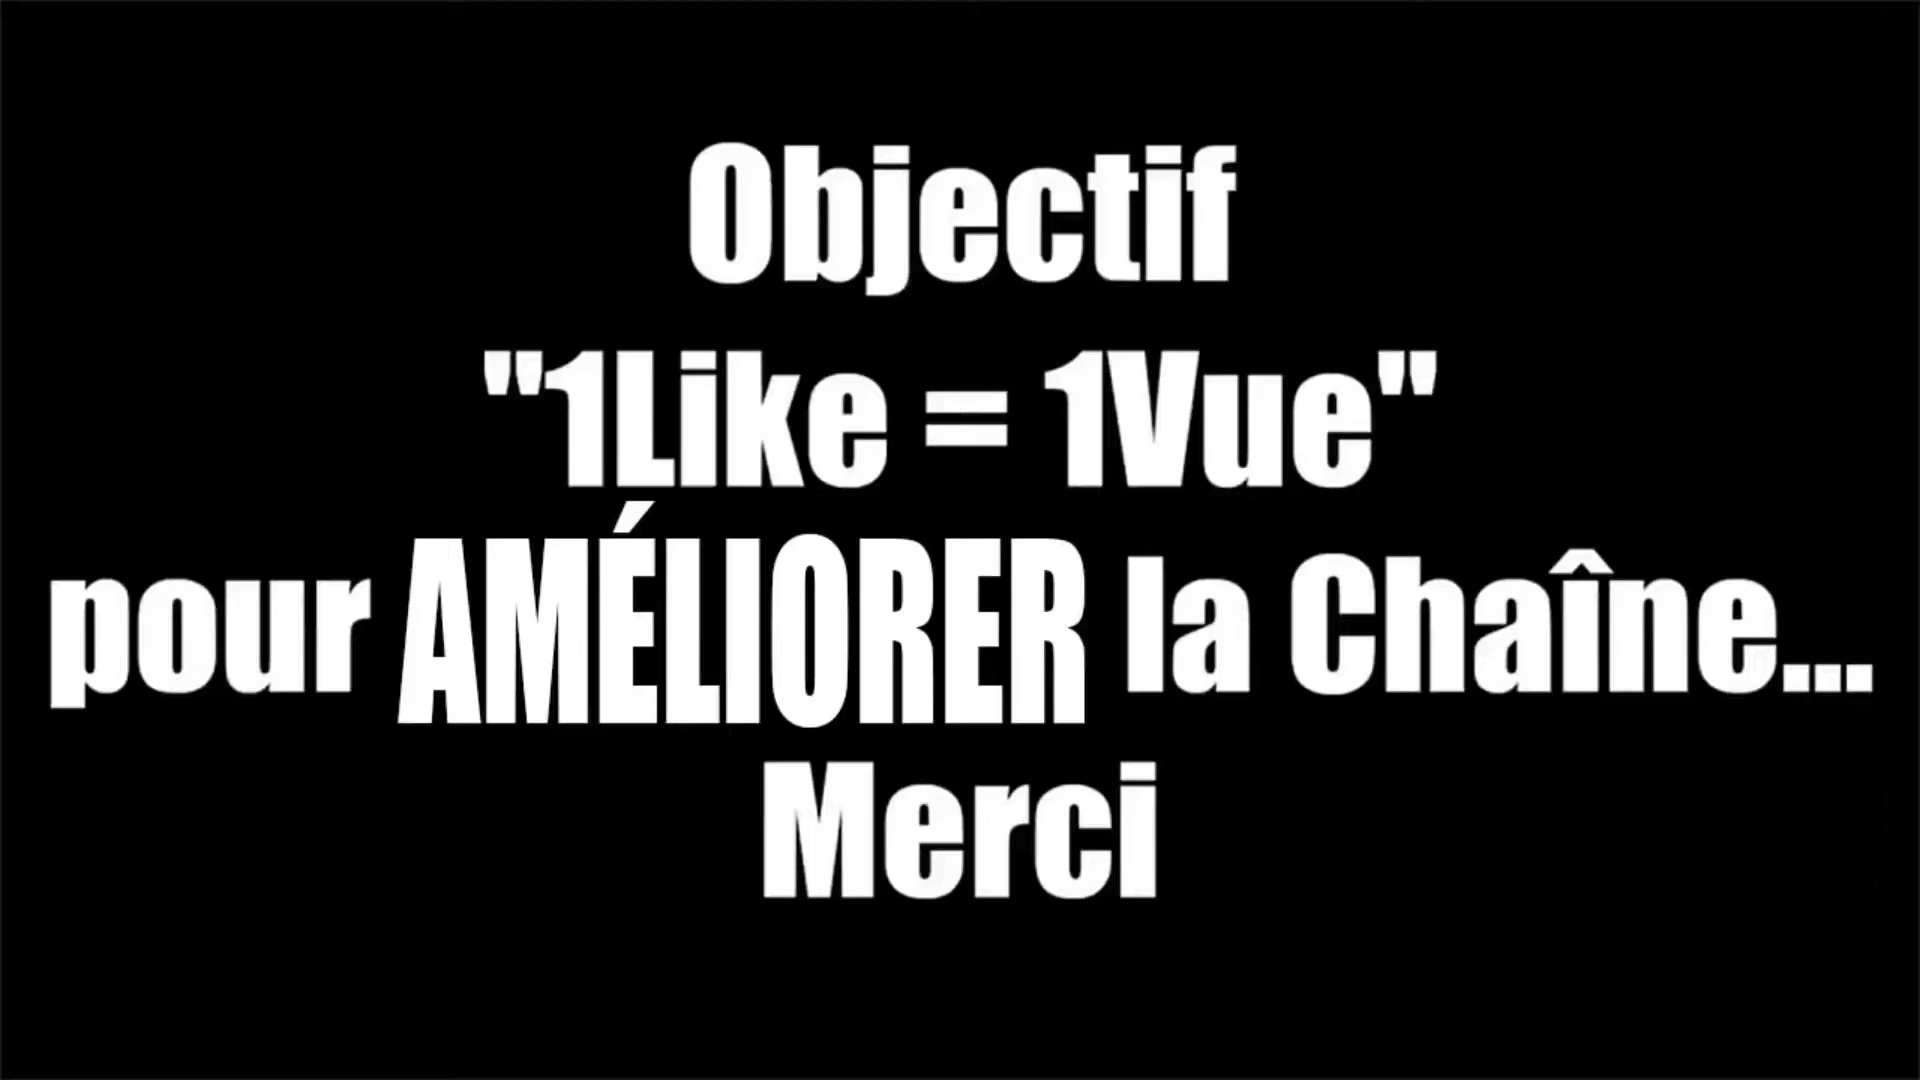 Objectif
"1Like = 1Vue"
pour AMÉLIORER la Chaîne...
Merci